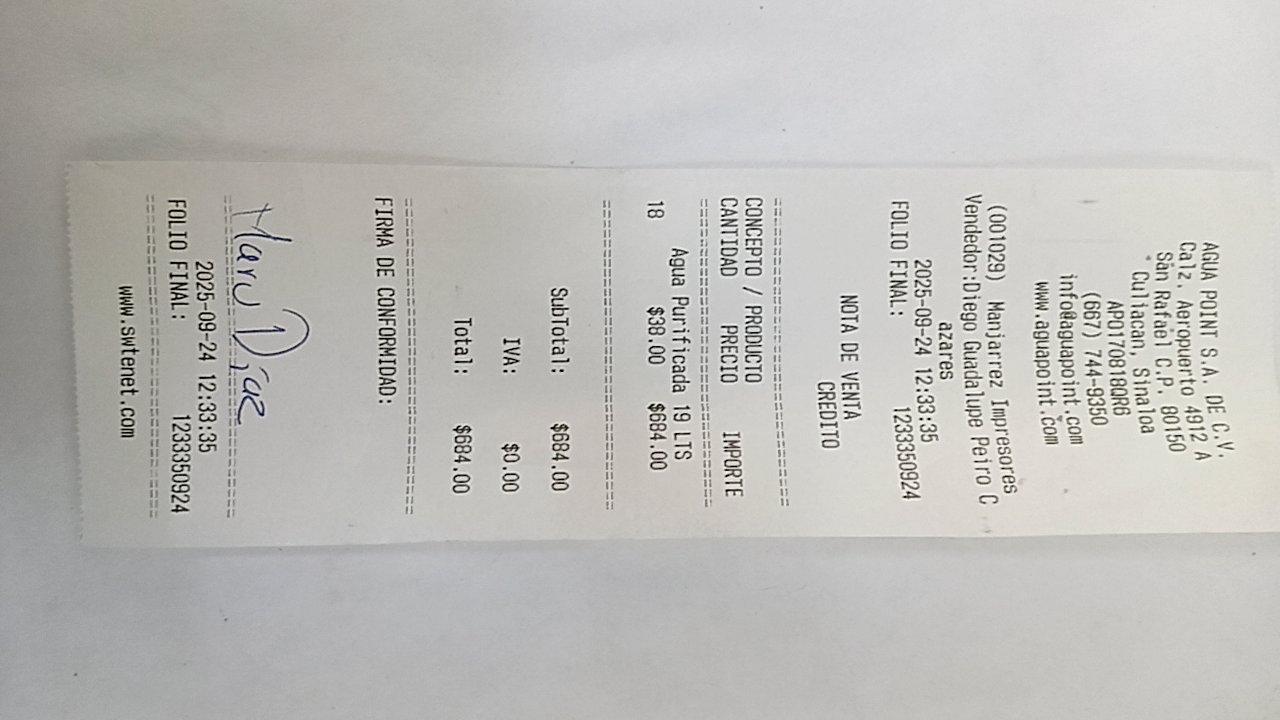 AGUA POINT S.A. DE C.V.
Calz. Aeropuerto 4912 A
San Rafael C.P. 80150
Culiacan, Sinaloa
APO170818QR6
(667) 744-9350
info@aguapoint.com
www.aguapoint.com
(001029) Manjarrez Impresores
Vendedor:Diego Guadalupe Peiro C
azares
2025-09-24 12:33:35
FOLIO FINAL: 1233350924
NOTA DE VENTA
CREDITO
================================
CONCEPTO / PRODUCTO
CANTIDAD PRECIO IMPORTE
================================
Agua Purificada 19 LTS
18 $38.00 $684.00
================================
SubTotal: $684.00
IVA: $0.00
Total: $684.00
================================
FIRMA DE CONFORMIDAD:
Maru Díaz
================================
2025-09-24 12:33:35
FOLIO FINAL: 1233350924
================================
www.swtenet.com